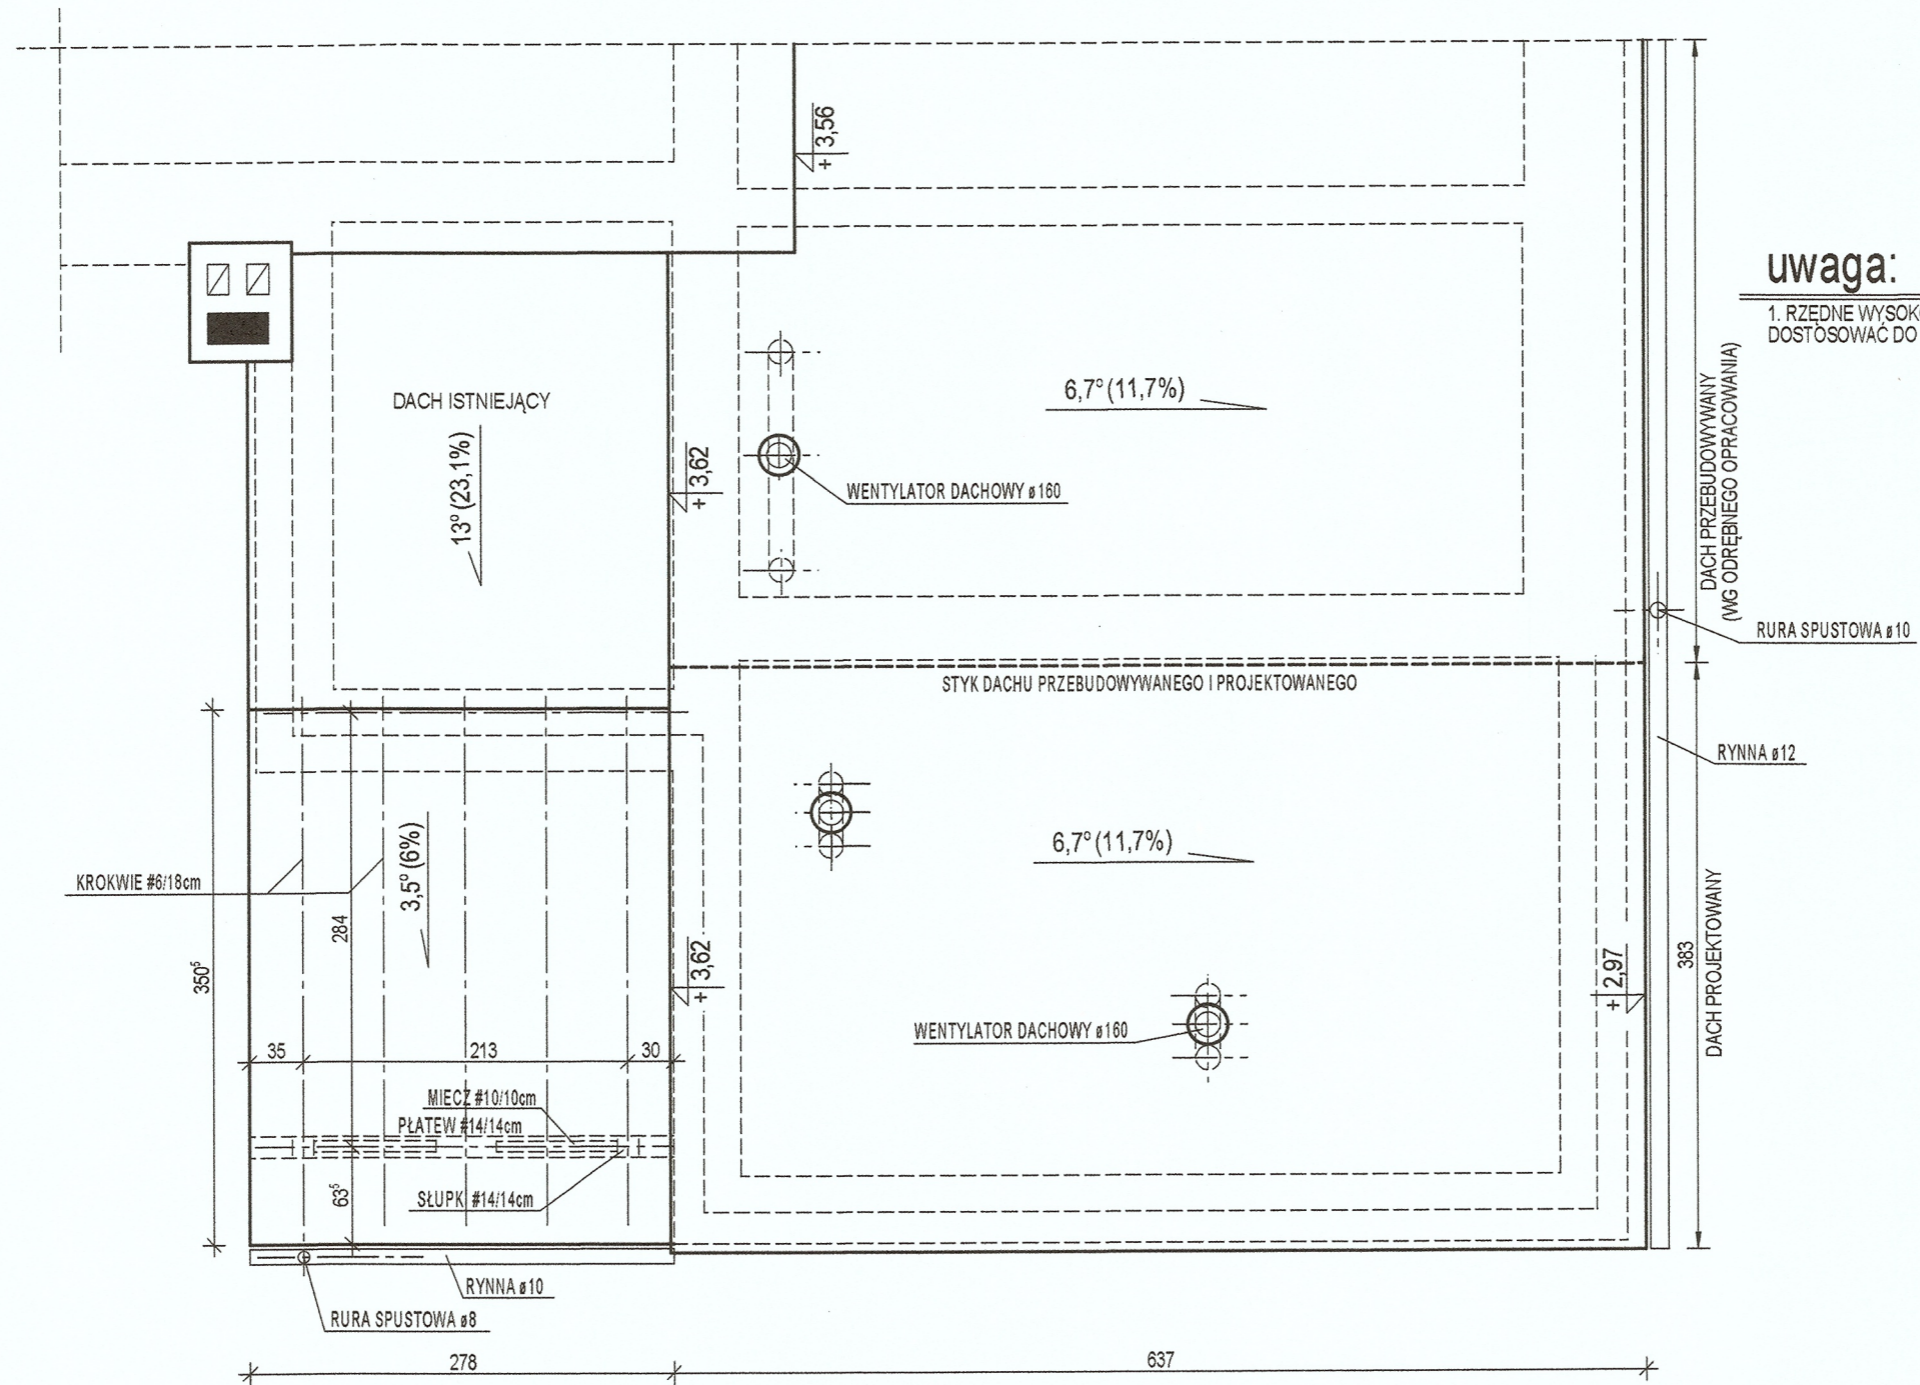 + 3,56
uwaga:
1. RZĘDNE
DOSTOSOWAĆ DO
DACH ISTNIEJĄCY
13° (23,1%)
+ 3,62
6,7° (11,7%)
WENTYLATOR DACHOWY ø160
DACH PRZEBUDOWYWANY
(WG ODRĘBNEGO OPRACOWANIA)
RURA SPUSTOWA ø10
STYK DACHU PRZEBUDOWYWANEGO I PROJEKTOWANEGO
RYNNA ø12
6,7° (11,7%)
3,5° (6%)
KROKWIE #6/18cm
284
350⁵
+ 3,62
+ 2,97
383
DACH PROJEKTOWANY
WENTYLATOR DACHOWY ø160
35
213
30
MIECZ #10/10cm
PŁATEW #14/14cm
63⁵
SŁUPK #14/14cm
RYNNA ø10
RURA SPUSTOWA ø8
278
637